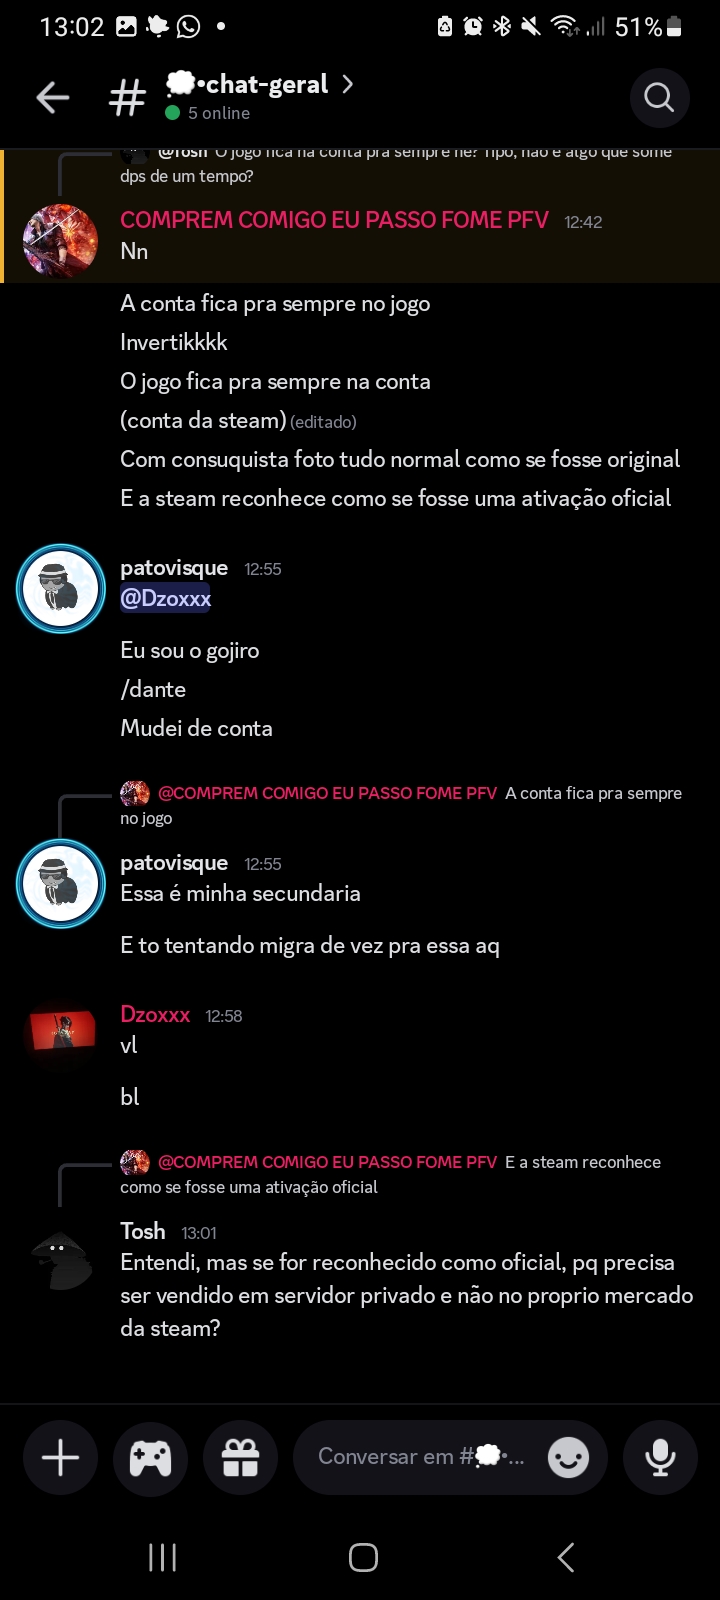 13:02
51%
•chat-geral
5 online
@Tosh O jogo fica na conta pra sempre né? Tipo, não é algo que some
dps de um tempo?
COMPREM COMIGO EU PASSO FOME PFV 12:42
Nn
A conta fica pra sempre no jogo
Invertikkkk
O jogo fica pra sempre na conta
(conta da steam) (editado)
Com consuquista foto tudo normal como se fosse original
E a steam reconhece como se fosse uma ativação oficial
patovisque 12:55
@Dzoxxx
Eu sou o gojiro
/dante
Mudei de conta
@COMPREM COMIGO EU PASSO FOME PFV A conta fica pra sempre
no jogo
patovisque 12:55
Essa é minha secundaria
E to tentando migra de vez pra essa aq
Dzoxxx 12:58
vl
bl
@COMPREM COMIGO EU PASSO FOME PFV E a steam reconhece
como se fosse uma ativação oficial
Tosh 13:01
Entendi, mas se for reconhecido como oficial, pq precisa
ser vendido em servidor privado e não no proprio mercado
da steam?
Conversar em #💭•...